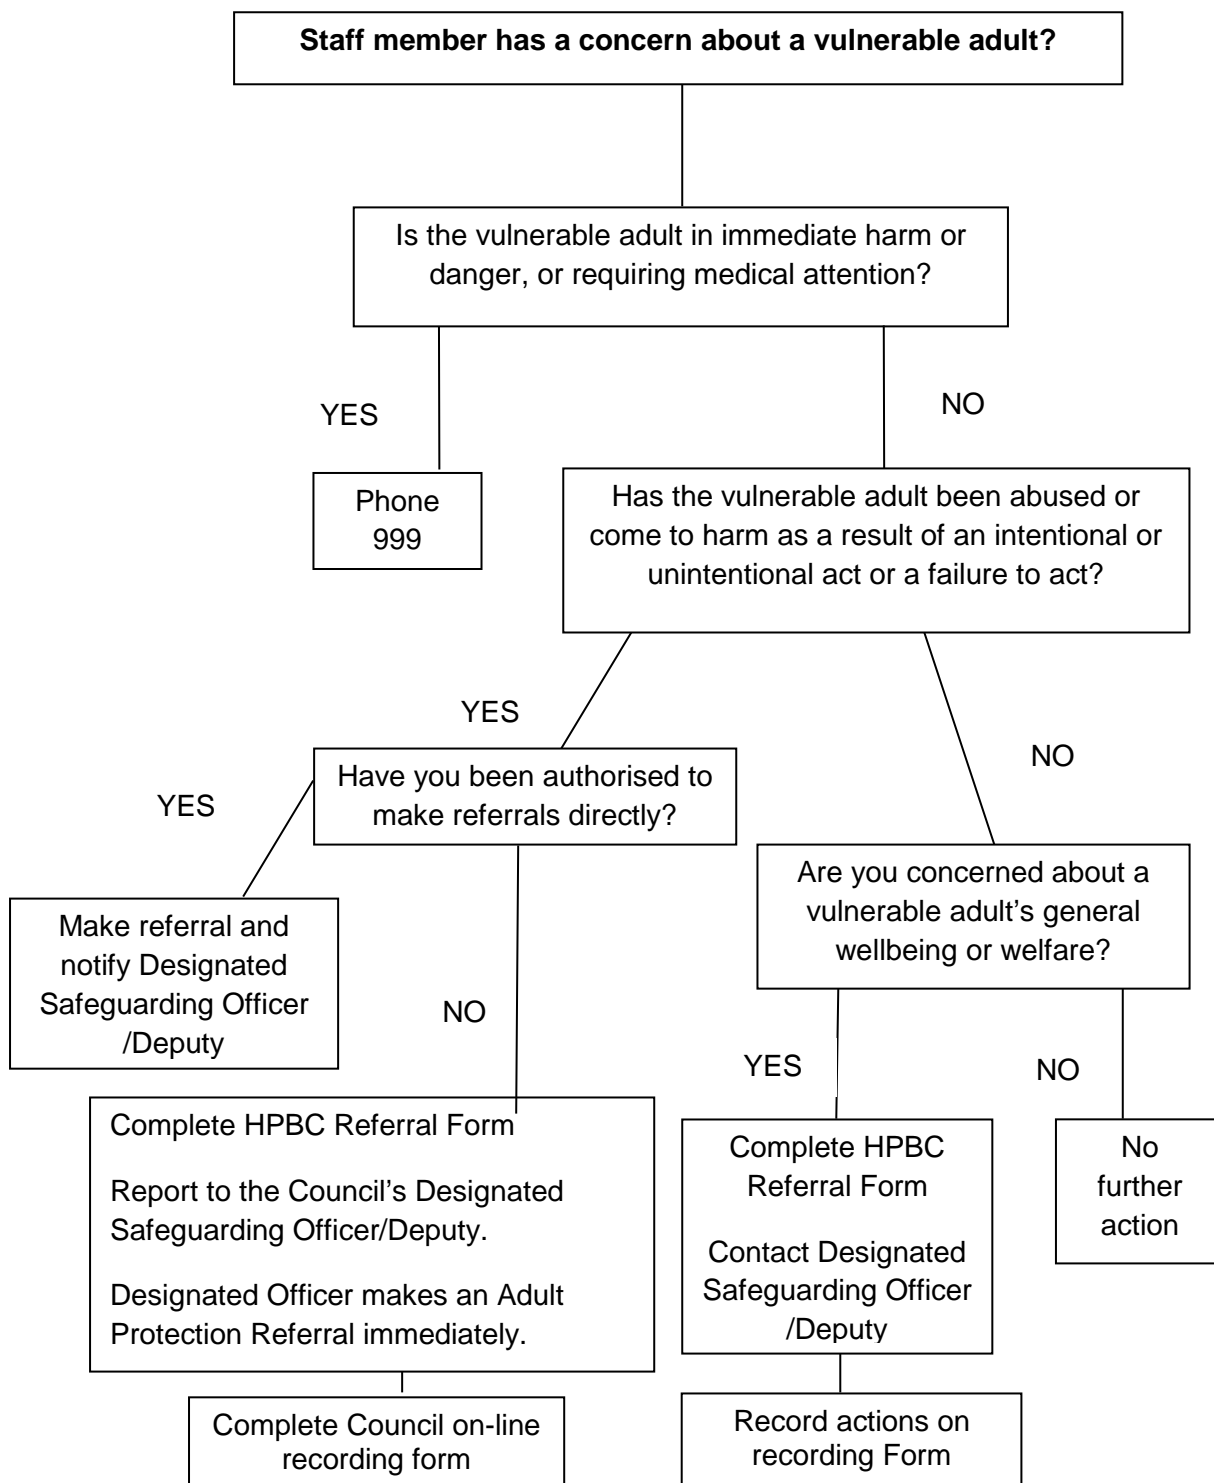 Staff member has a concern about a vulnerable adult?
Is the vulnerable adult in immediate harm or
danger, or requiring medical attention?
YES
NO
Phone
999
Has the vulnerable adult been abused or
come to harm as a result of an intentional or
unintentional act or a failure to act?
YES
NO
Have you been authorised to
make referrals directly?
YES
Are you concerned about a
vulnerable adult's general
wellbeing or welfare?
Make referral and
notify Designated
Safeguarding Officer
/Deputy
NO
YES
NO
Complete HPBC Referral Form
Report to the Council's Designated
Safeguarding Officer/Deputy.
Designated Officer makes an Adult
Protection Referral immediately.
Complete HPBC
Referral Form
Contact Designated
Safeguarding Officer
/Deputy
No
further
action
Complete Council on-line
recording form
Record actions on
recording Form